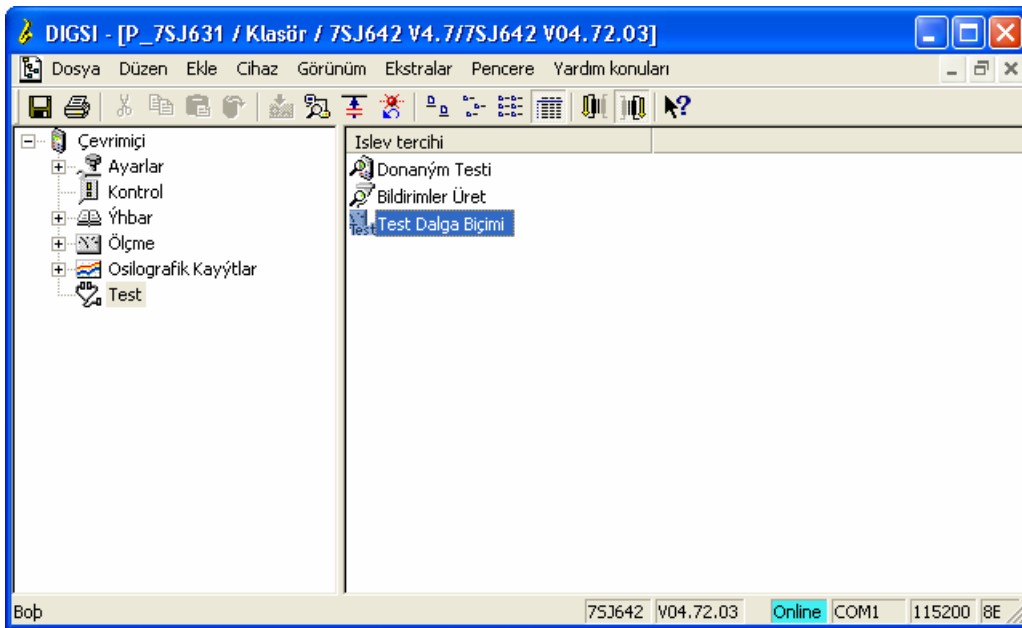 DIGSI - [P_7SJ631 / Klasör / 7SJ642 V4.7/7SJ642 V04.72.03]
Dosya Düzen Ekle Cihaz Görünüm Ekstralar Pencere Yardım konuları
Çevrimiçi
Ayarlar
Kontrol
Ýhbar
Ölçme
Osilografik Kayýtlar
Test
Islev tercihi
Donaným Testi
Bildirimler Üret
Test
Test Dalga Biçimi
Boþ 7SJ642 V04.72.03 Online COM1 115200 8E